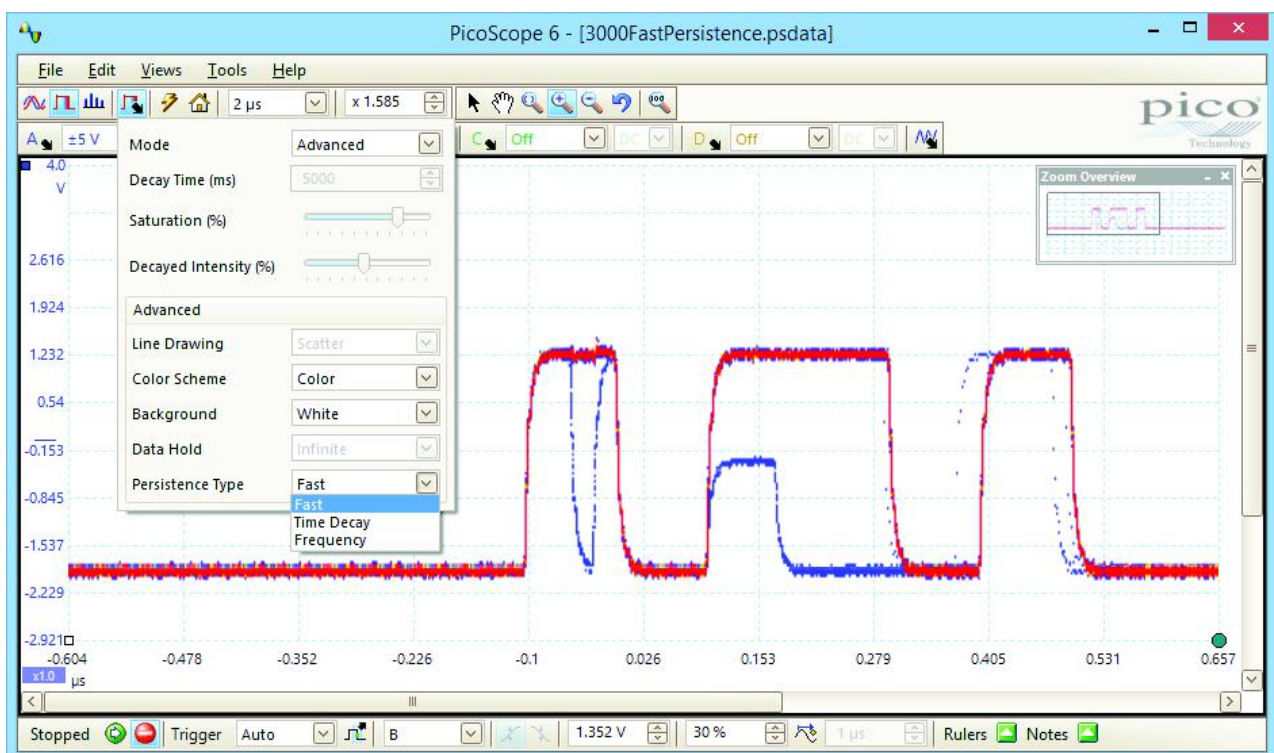 PicoScope 6 - [3000FastPersistence.psdata]
File Edit Views Tools Help
2 µs x 1.585
pico
Technology
A ±5 V C Off DC D Off DC
Mode Advanced
Decay Time (ms) 5000
Saturation (%)
Decayed Intensity (%)
Advanced
Line Drawing Scatter
Color Scheme Color
Background White
Data Hold Infinite
Persistence Type Fast
Fast
Time Decay
Frequency
Zoom Overview
4.0
V
2.616
1.924
1.232
0.54
-0.153
-0.845
-1.537
-2.229
-2.921
-0.604 -0.478 -0.352 -0.226 -0.1 0.026 0.153 0.279 0.405 0.531 0.657
x1.0 µs
Stopped Trigger Auto B 1.352 V 30 % 1 µs Rulers Notes